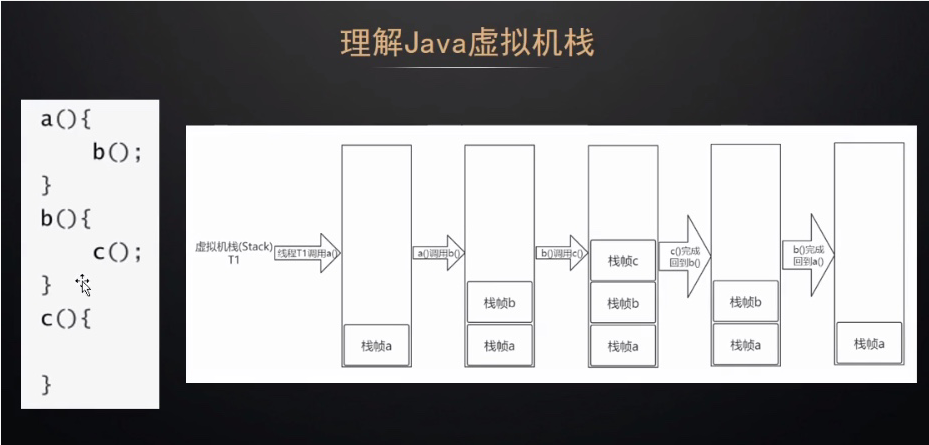 理解Java虚拟机栈
a(){
b();
}
b(){
c();
}
c(){
}
虚拟机栈(Stack)
T1
线程T1调用a()
栈帧a
a()调用b()
栈帧b
栈帧a
b()调用c()
栈帧c
栈帧b
栈帧a
c()完成
回到b()
栈帧b
栈帧a
b()完成
回到a()
栈帧a